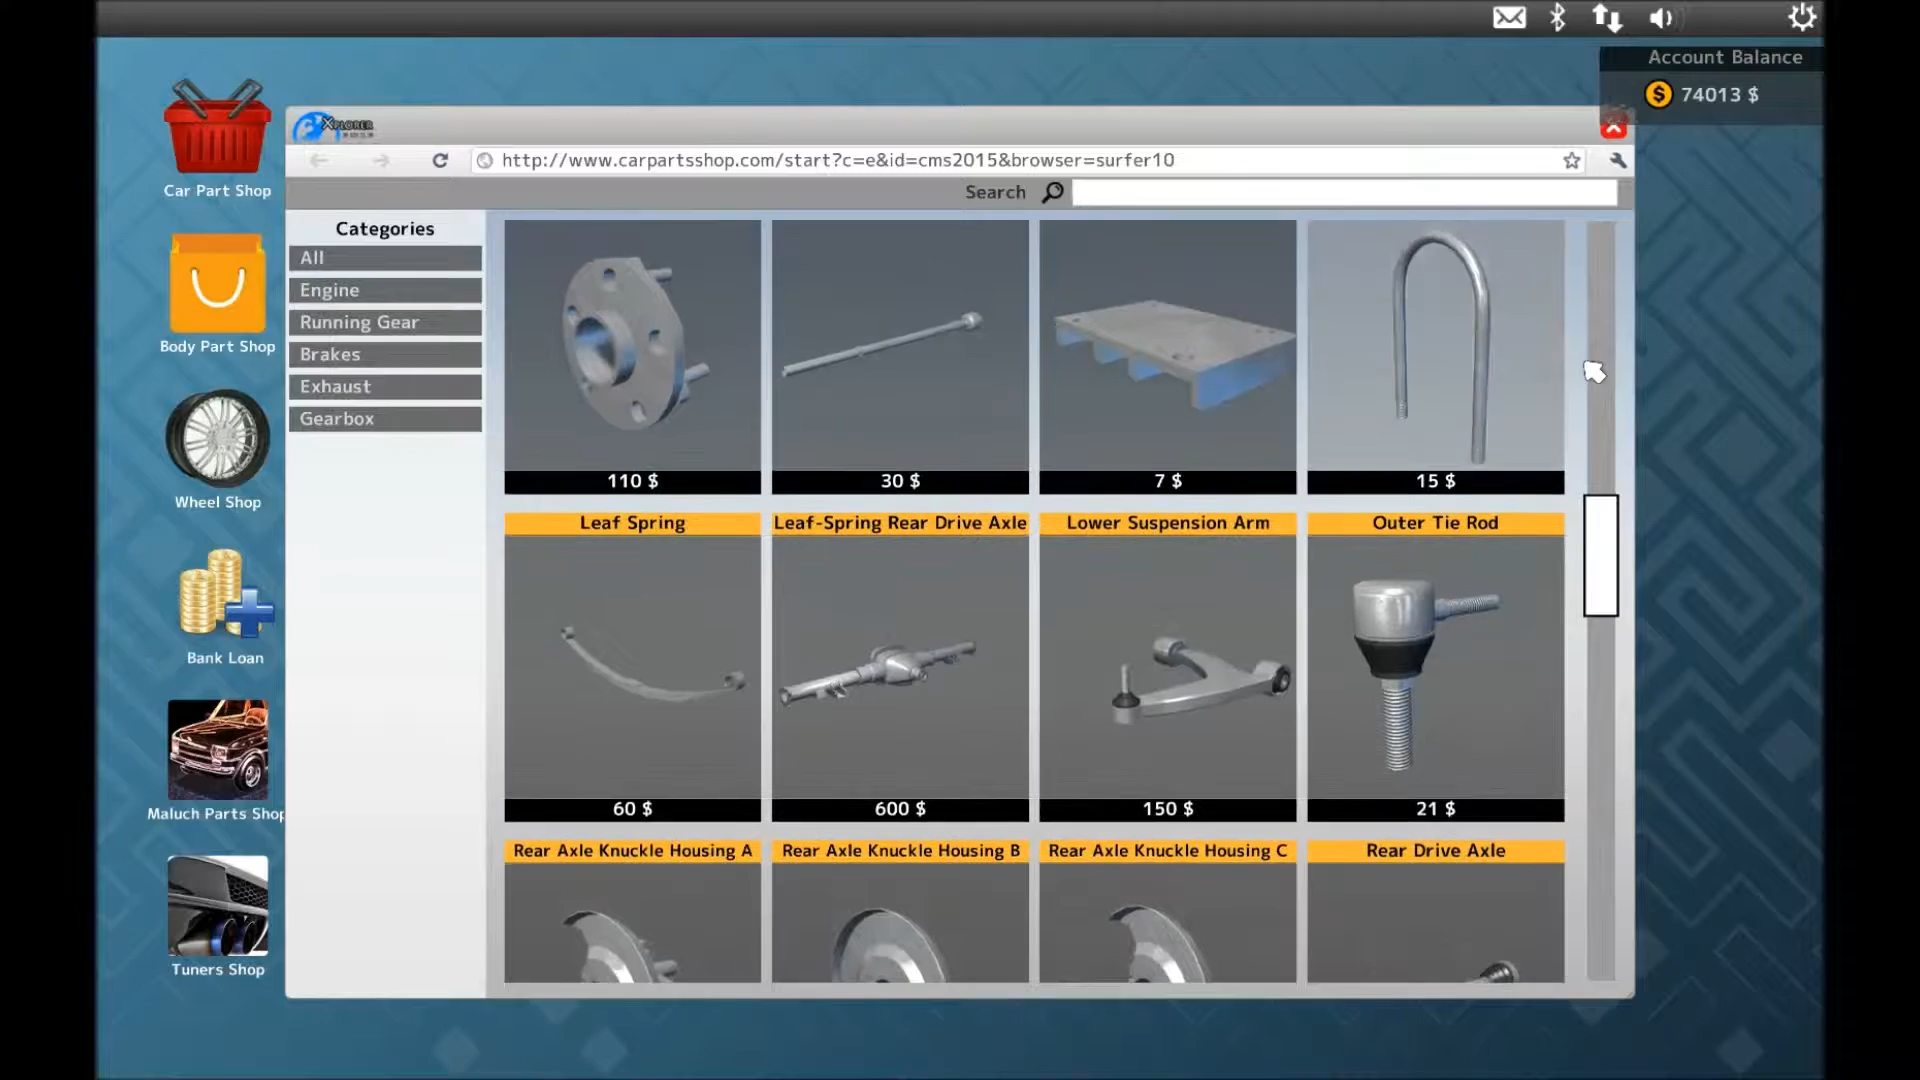 Account Balance
74013 $
XPLORER
http://www.carpartsshop.com/start?c=e&id=cms2015&browser=surfer10
Search
Car Part Shop
Body Part Shop
Wheel Shop
Bank Loan
Maluch Parts Shop
Tuners Shop
Categories
All
Engine
Running Gear
Brakes
Exhaust
Gearbox
110 $
30 $
7 $
15 $
Leaf Spring
Leaf-Spring Rear Drive Axle
Lower Suspension Arm
Outer Tie Rod
60 $
600 $
150 $
21 $
Rear Axle Knuckle Housing A
Rear Axle Knuckle Housing B
Rear Axle Knuckle Housing C
Rear Drive Axle